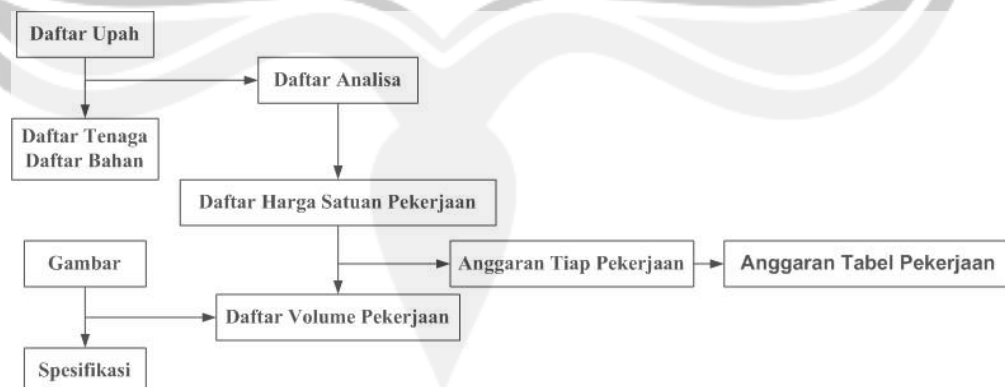 Daftar Upah
Daftar Analisa
Daftar Tenaga
Daftar Bahan
Daftar Harga Satuan Pekerjaan
Gambar
Anggaran Tiap Pekerjaan
Anggaran Tabel Pekerjaan
Daftar Volume Pekerjaan
Spesifikasi